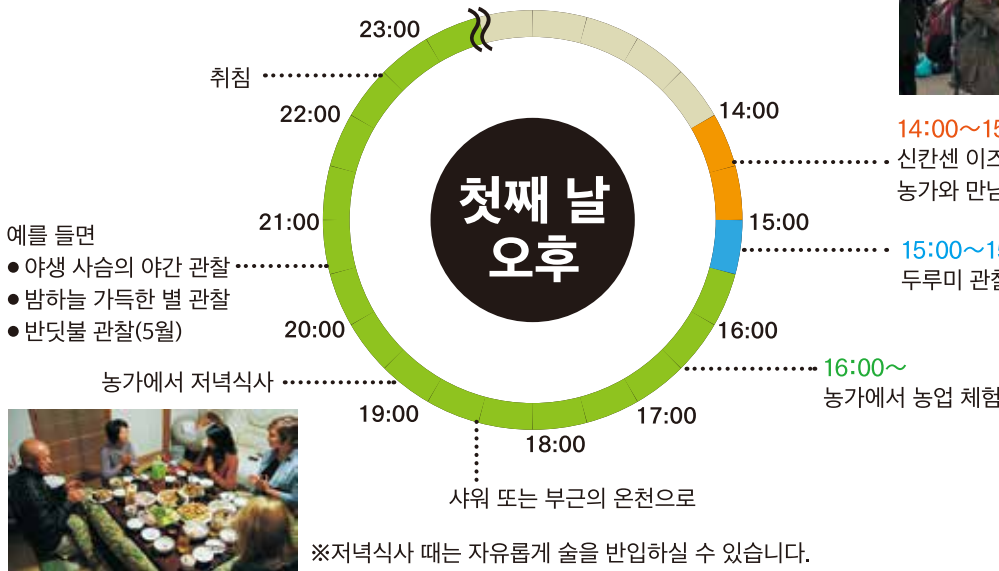 첫째 날
오후
14:00
14:00~15
신칸센 이즈
농가와 만남
15:00
15:00~15
두루미 관찰
16:00
16:00~
농가에서 농업 체험
17:00
18:00
샤워 또는 부근의 온천으로
19:00
농가에서 저녁식사
20:00
예를 들면
● 야생 사슴의 야간 관찰
● 밤하늘 가득한 별 관찰
● 반딧불 관찰(5월)
21:00
22:00
취침
23:00
※저녁식사 때는 자유롭게 술을 반입하실 수 있습니다.